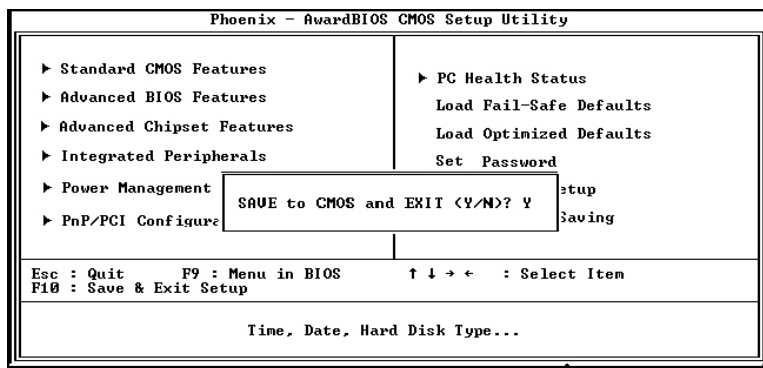 Phoenix - AwardBIOS CMOS Setup Utility
▶ Standard CMOS Features
▶ Advanced BIOS Features
▶ Advanced Chipset Features
▶ Integrated Peripherals
▶ Power Management
▶ PnP/PCI
▶ PC Health Status
Load Fail-Safe Defaults
Load Optimized Defaults
Set Password
etup
Saving
SAVE to CMOS and EXIT (Y/N)? Y
Esc : Quit F9 : Menu in BIOS ↑ ↓ → ← : Select Item
F10 : Save & Exit Setup
Time, Date, Hard Disk Type...